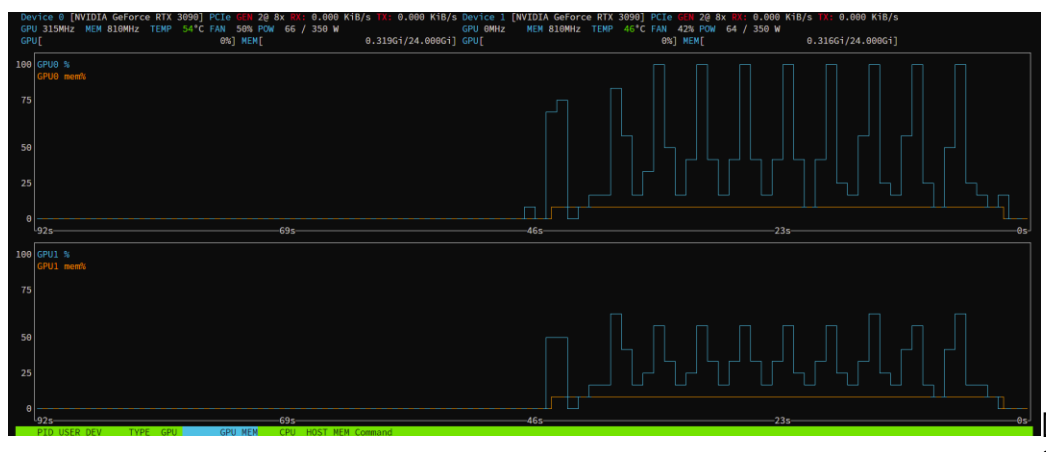 Device 0 [NVIDIA GeForce RTX 3090] PCIe GEN 2@ 8x RX: 0.000 KiB/s TX: 0.000 KiB/s Device 1 [NVIDIA GeForce RTX 3090] PCIe GEN 2@ 8x RX: 0.000 KiB/s TX: 0.000 KiB/s
GPU 315MHz MEM 810MHz TEMP 54°C FAN 50% POW 66 / 350 W GPU 0MHz MEM 810MHz TEMP 46°C FAN 42% POW 64 / 350 W
GPU[ 0%] MEM[ 0.319Gi/24.000Gi] GPU[ 0%] MEM[ 0.316Gi/24.000Gi]
100 GPU0 %
GPU0 mem%
75
50
25
0
92s 69s 46s 23s 0s
100 GPU1 %
GPU1 mem%
75
50
25
0
92s 69s 46s 23s 0s
PID USER DEV TYPE GPU GPU MEM CPU HOST MEM Command